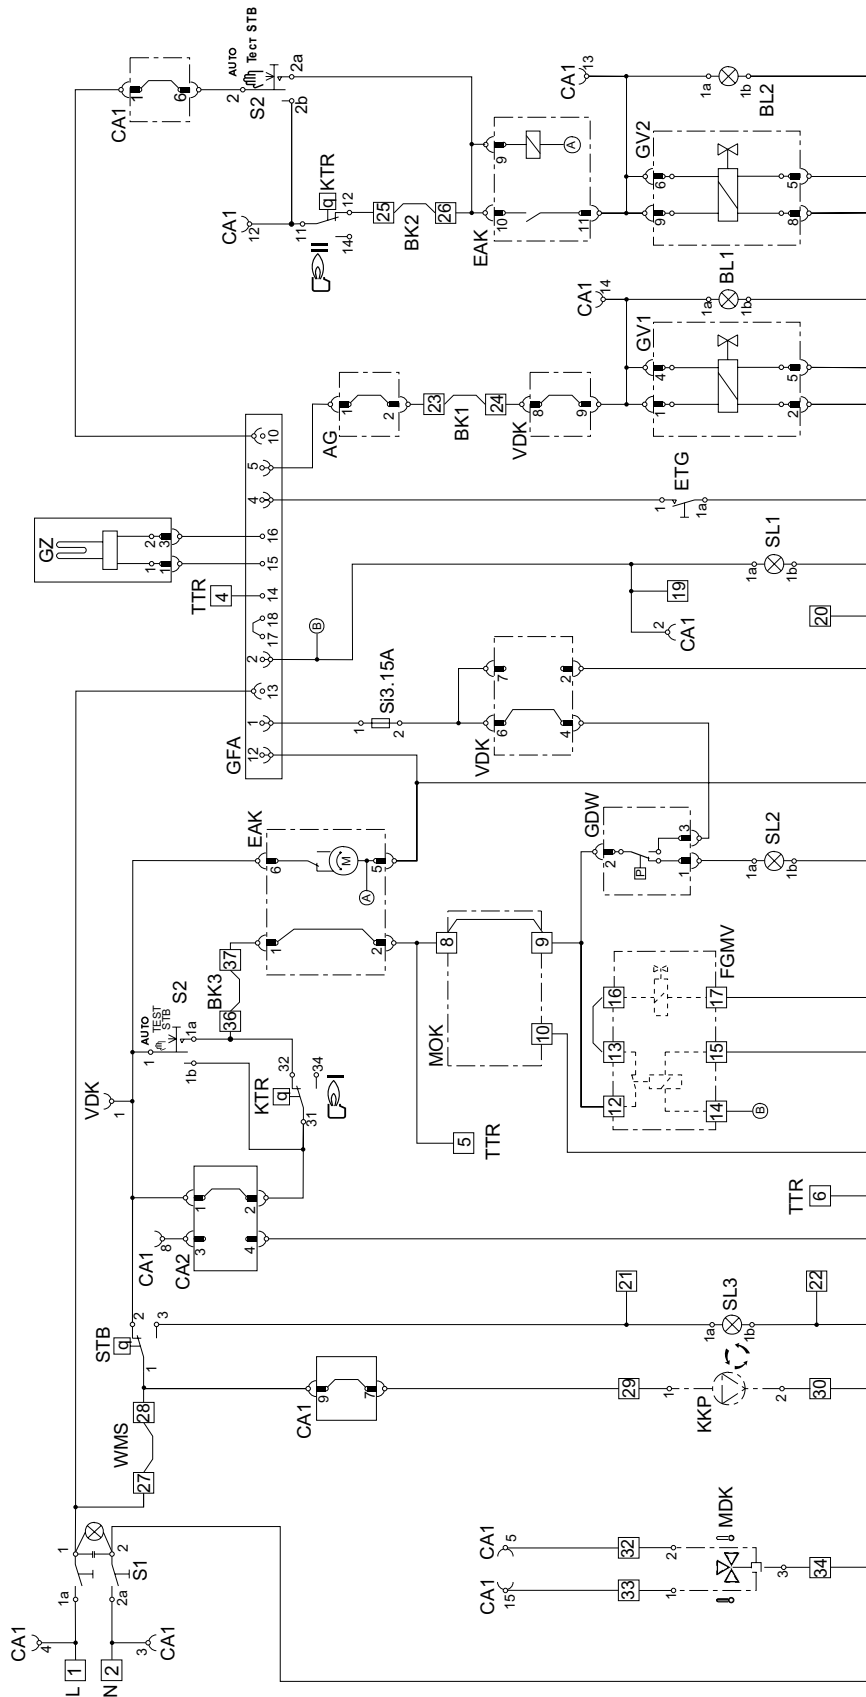 L 1
N 2
CA1 4
CA1 3
1a 1
2a 2
S1
27 WMS 28
STB q
1 2 3
CA1 9 7
29
1
KKP
2
30
21
1a
SL3
1b
22
CA1 15
CA1 5
33
32
1 2
MDK
3
34
CA1 8
CA2
3 1
4 2
VDK 1
AUTO
TEST
STB
1 S2
1a
1b
KTR q
31 32 34
I
36 BK3 37
EAK
1 6
M
A
2 5
TTR 5
MOK
8
10 9
TTR 6
FGMV
12 13 16
14 15 17
B
GDW
2
P
1 3
1a
SL2
1b
GFA
12 1 13 2 17 18 14 15 16 4 5 10
B
1
Si3.15A
2
VDK
6 7
4 2
TTR 4
GZ
1 2
1 3
CA1 2
19
1a
SL1
1b
20
1
ETG
1a
AG
1
2
23
BK1
24
VDK
8
9
CA1 14
GV1
1 4
2 5
1a
BL1
1b
CA1
1
6
AUTO
Тест STB
2 S2
2a
2b
CA1 12
KTR q
11 12 14
II
25
BK2
26
EAK
10 9
A
11
CA1 13
GV2
9 6
8 5
1a
BL2
1b